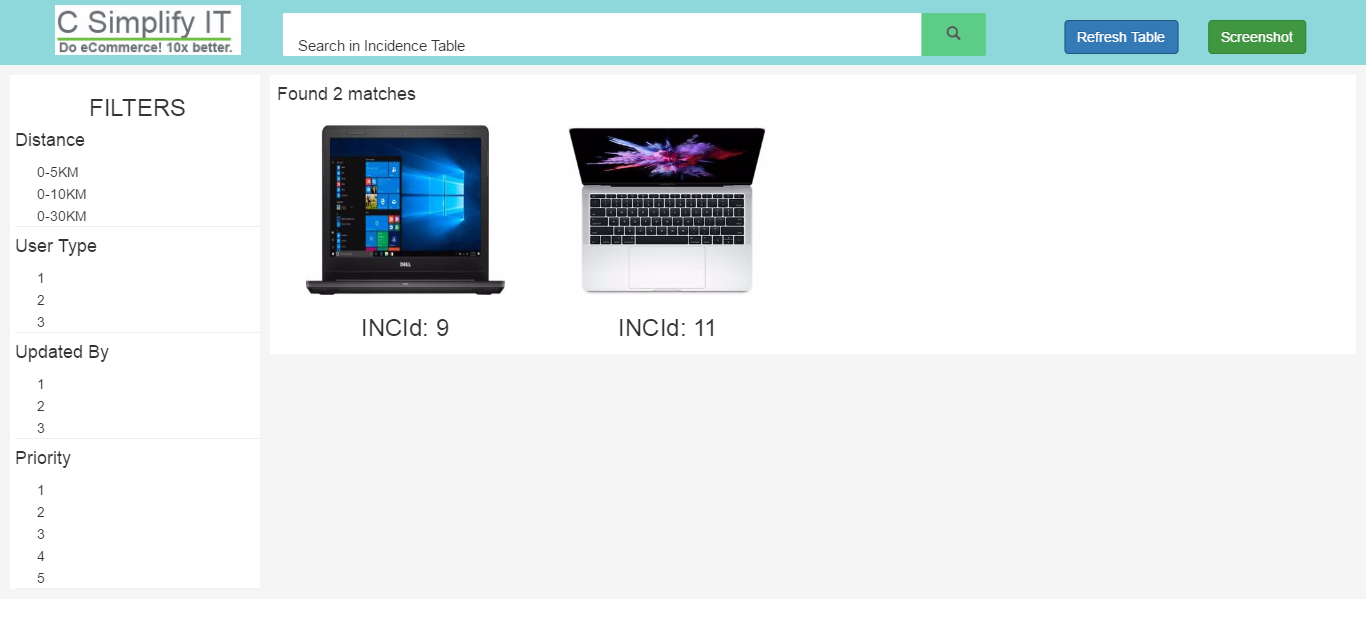 C Simplify IT
Do eCommerce! 10x better.
Search in Incidence Table
Refresh Table
Screenshot
FILTERS
Distance
0-5KM
0-10KM
0-30KM
User Type
1
2
3
Updated By
1
2
3
Priority
1
2
3
4
5
Found 2 matches
DELL
INCId: 9
INCId: 11